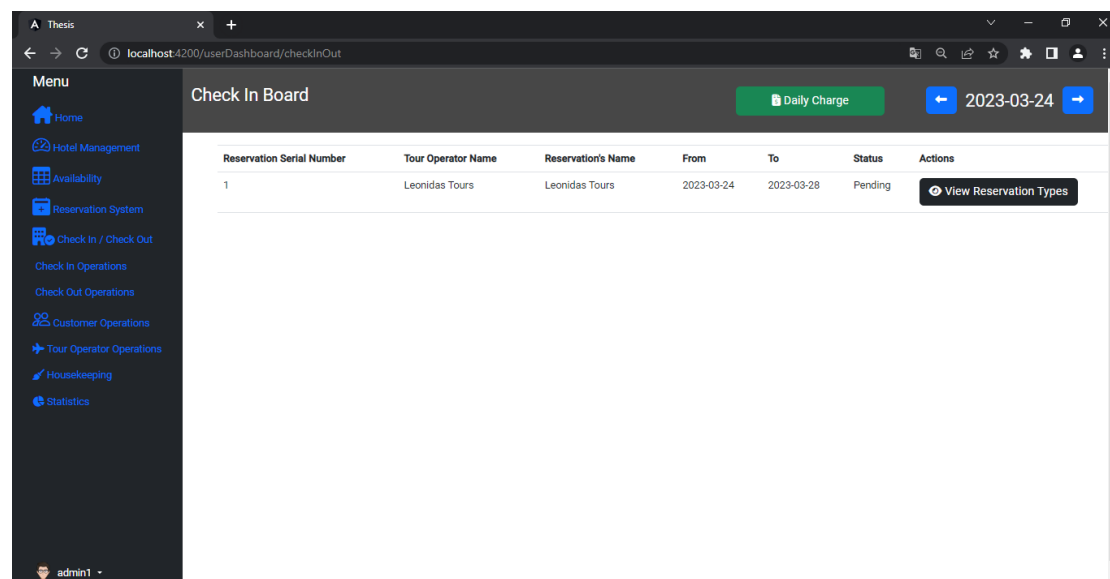 Thesis
localhost:4200/userDashboard/checkInOut
Menu
Home
Hotel Management
Availability
Reservation System
Check In / Check Out
Check In Operations
Check Out Operations
Customer Operations
Tour Operator Operations
Housekeeping
Statistics
admin1
Check In Board
Daily Charge
2023-03-24
Reservation Serial Number Tour Operator Name Reservation's Name From To Status Actions
1 Leonidas Tours Leonidas Tours 2023-03-24 2023-03-28 Pending View Reservation Types